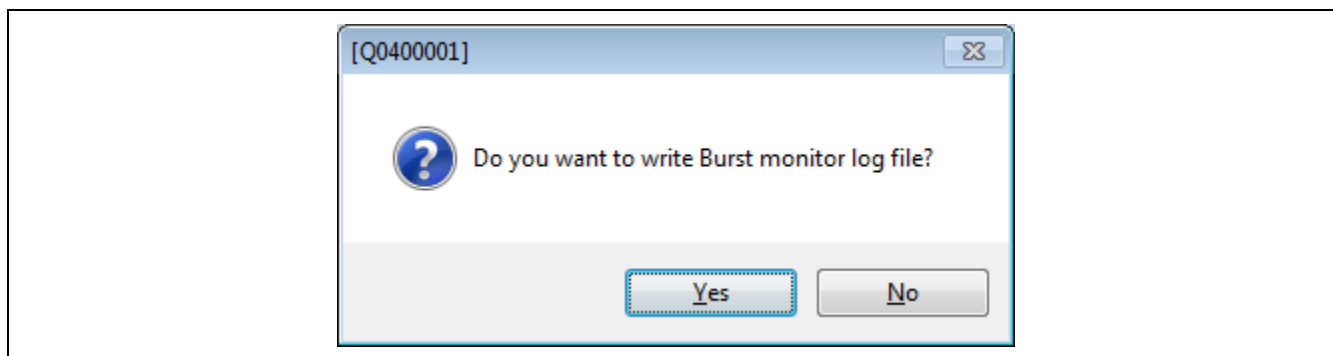 [Q0400001]
Do you want to write Burst monitor log file?
Yes
No